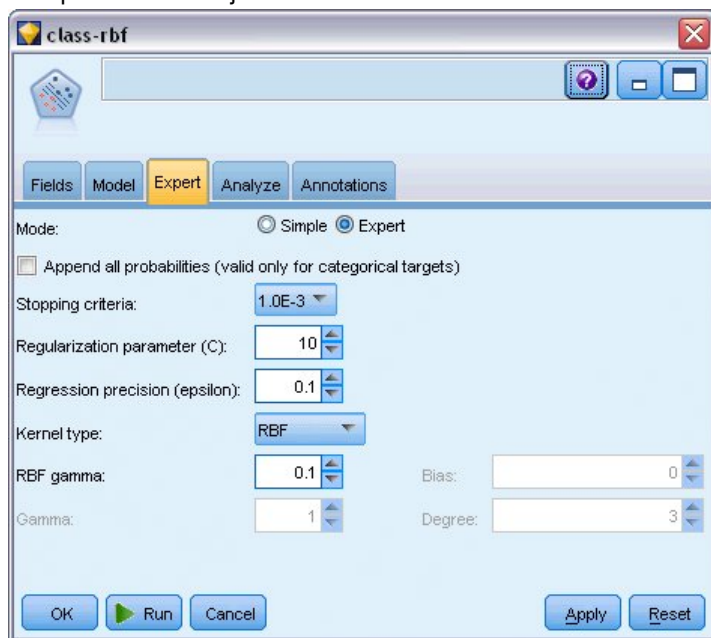 class-rbf
Fields Model Expert Analyze Annotations
Mode: Simple Expert
Append all probabilities (valid only for categorical targets)
Stopping criteria: 1.0E-3
Regularization parameter (C): 10
Regression precision (epsilon): 0.1
Kernel type: RBF
RBF gamma: 0.1 Bias: 0
Gamma: 1 Degree: 3
OK Run Cancel Apply Reset